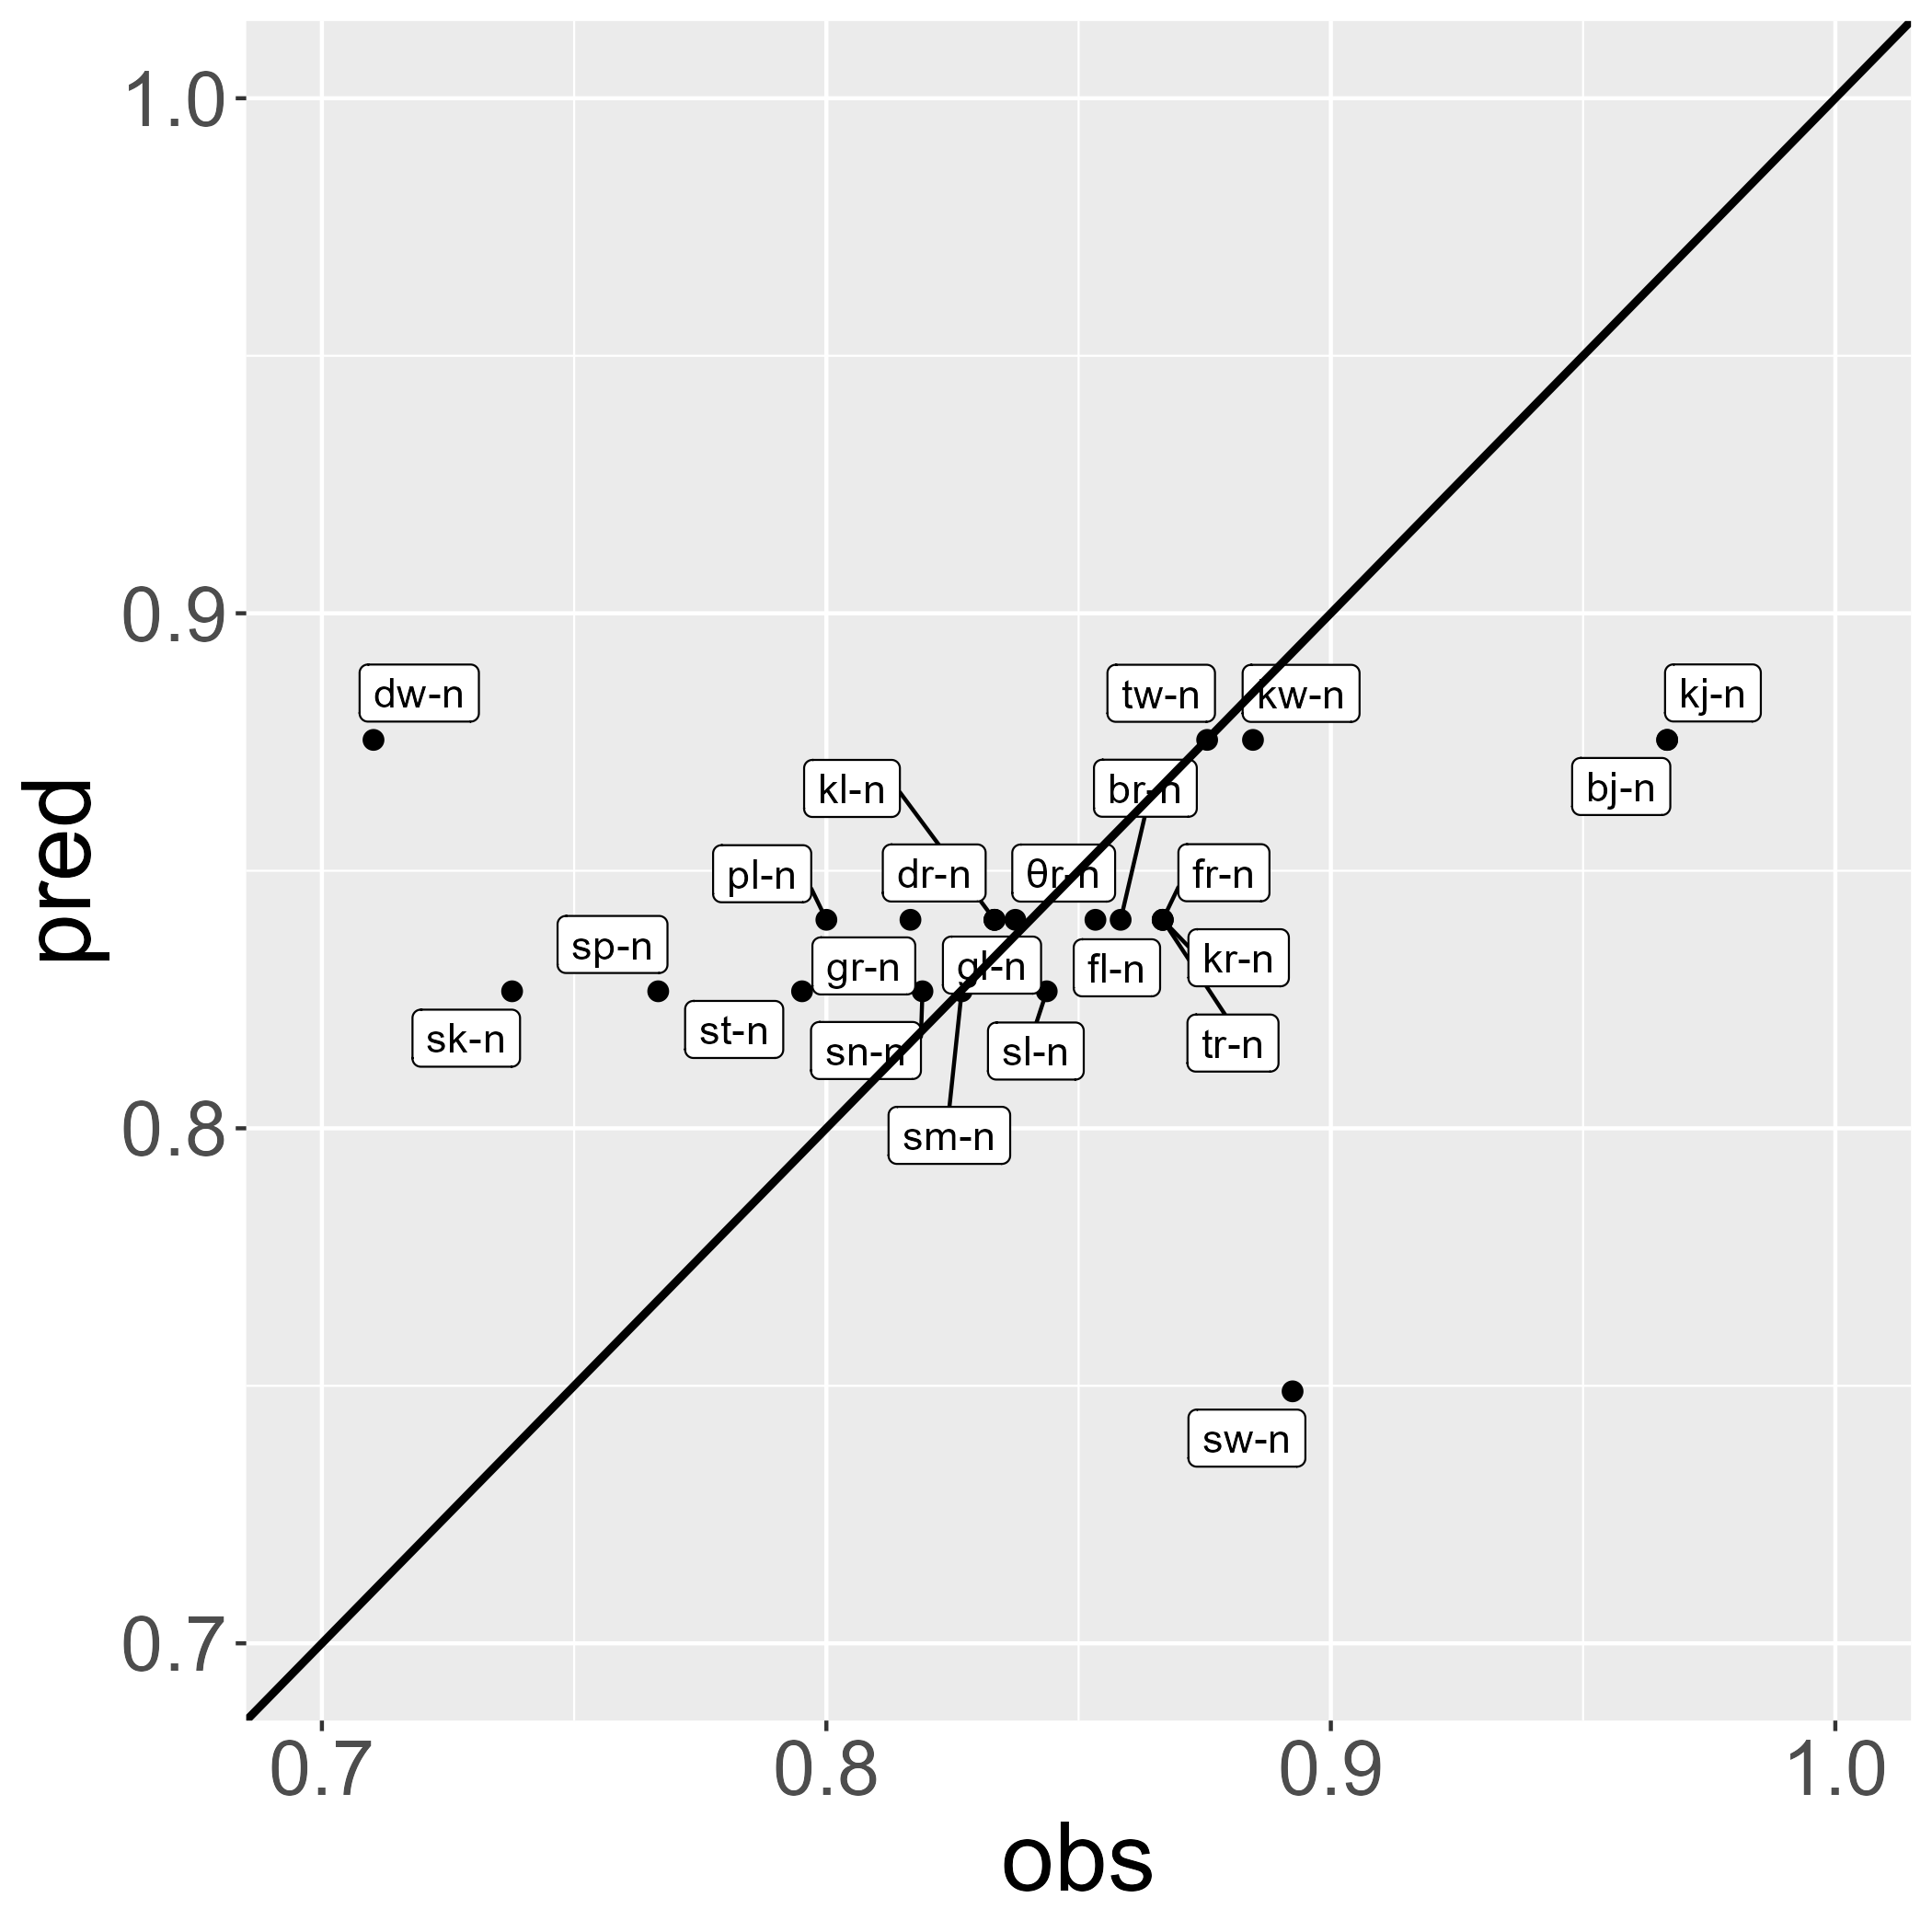 1.0
0.9
dw-n
tw-n
kw-n
kj-n
kl-n
br-n
bj-n
pl-n
dr-n
θr-n
fr-n
sp-n
gr-n
gl-n
fl-n
kr-n
sk-n
st-n
sn-n
sl-n
tr-n
0.8
sm-n
sw-n
0.7
pred
0.7
0.8
0.9
1.0
obs